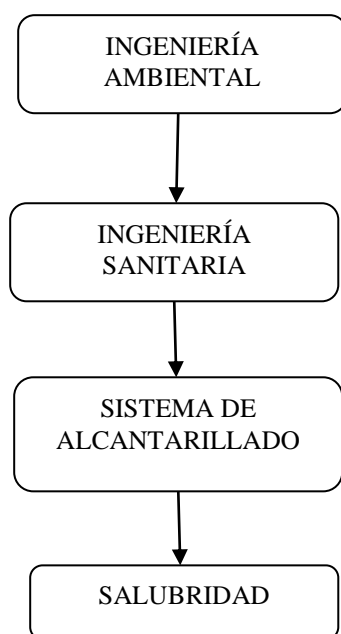 INGENIERÍA
AMBIENTAL
INGENIERÍA
SANITARIA
SISTEMA DE
ALCANTARILLADO
SALUBRIDAD